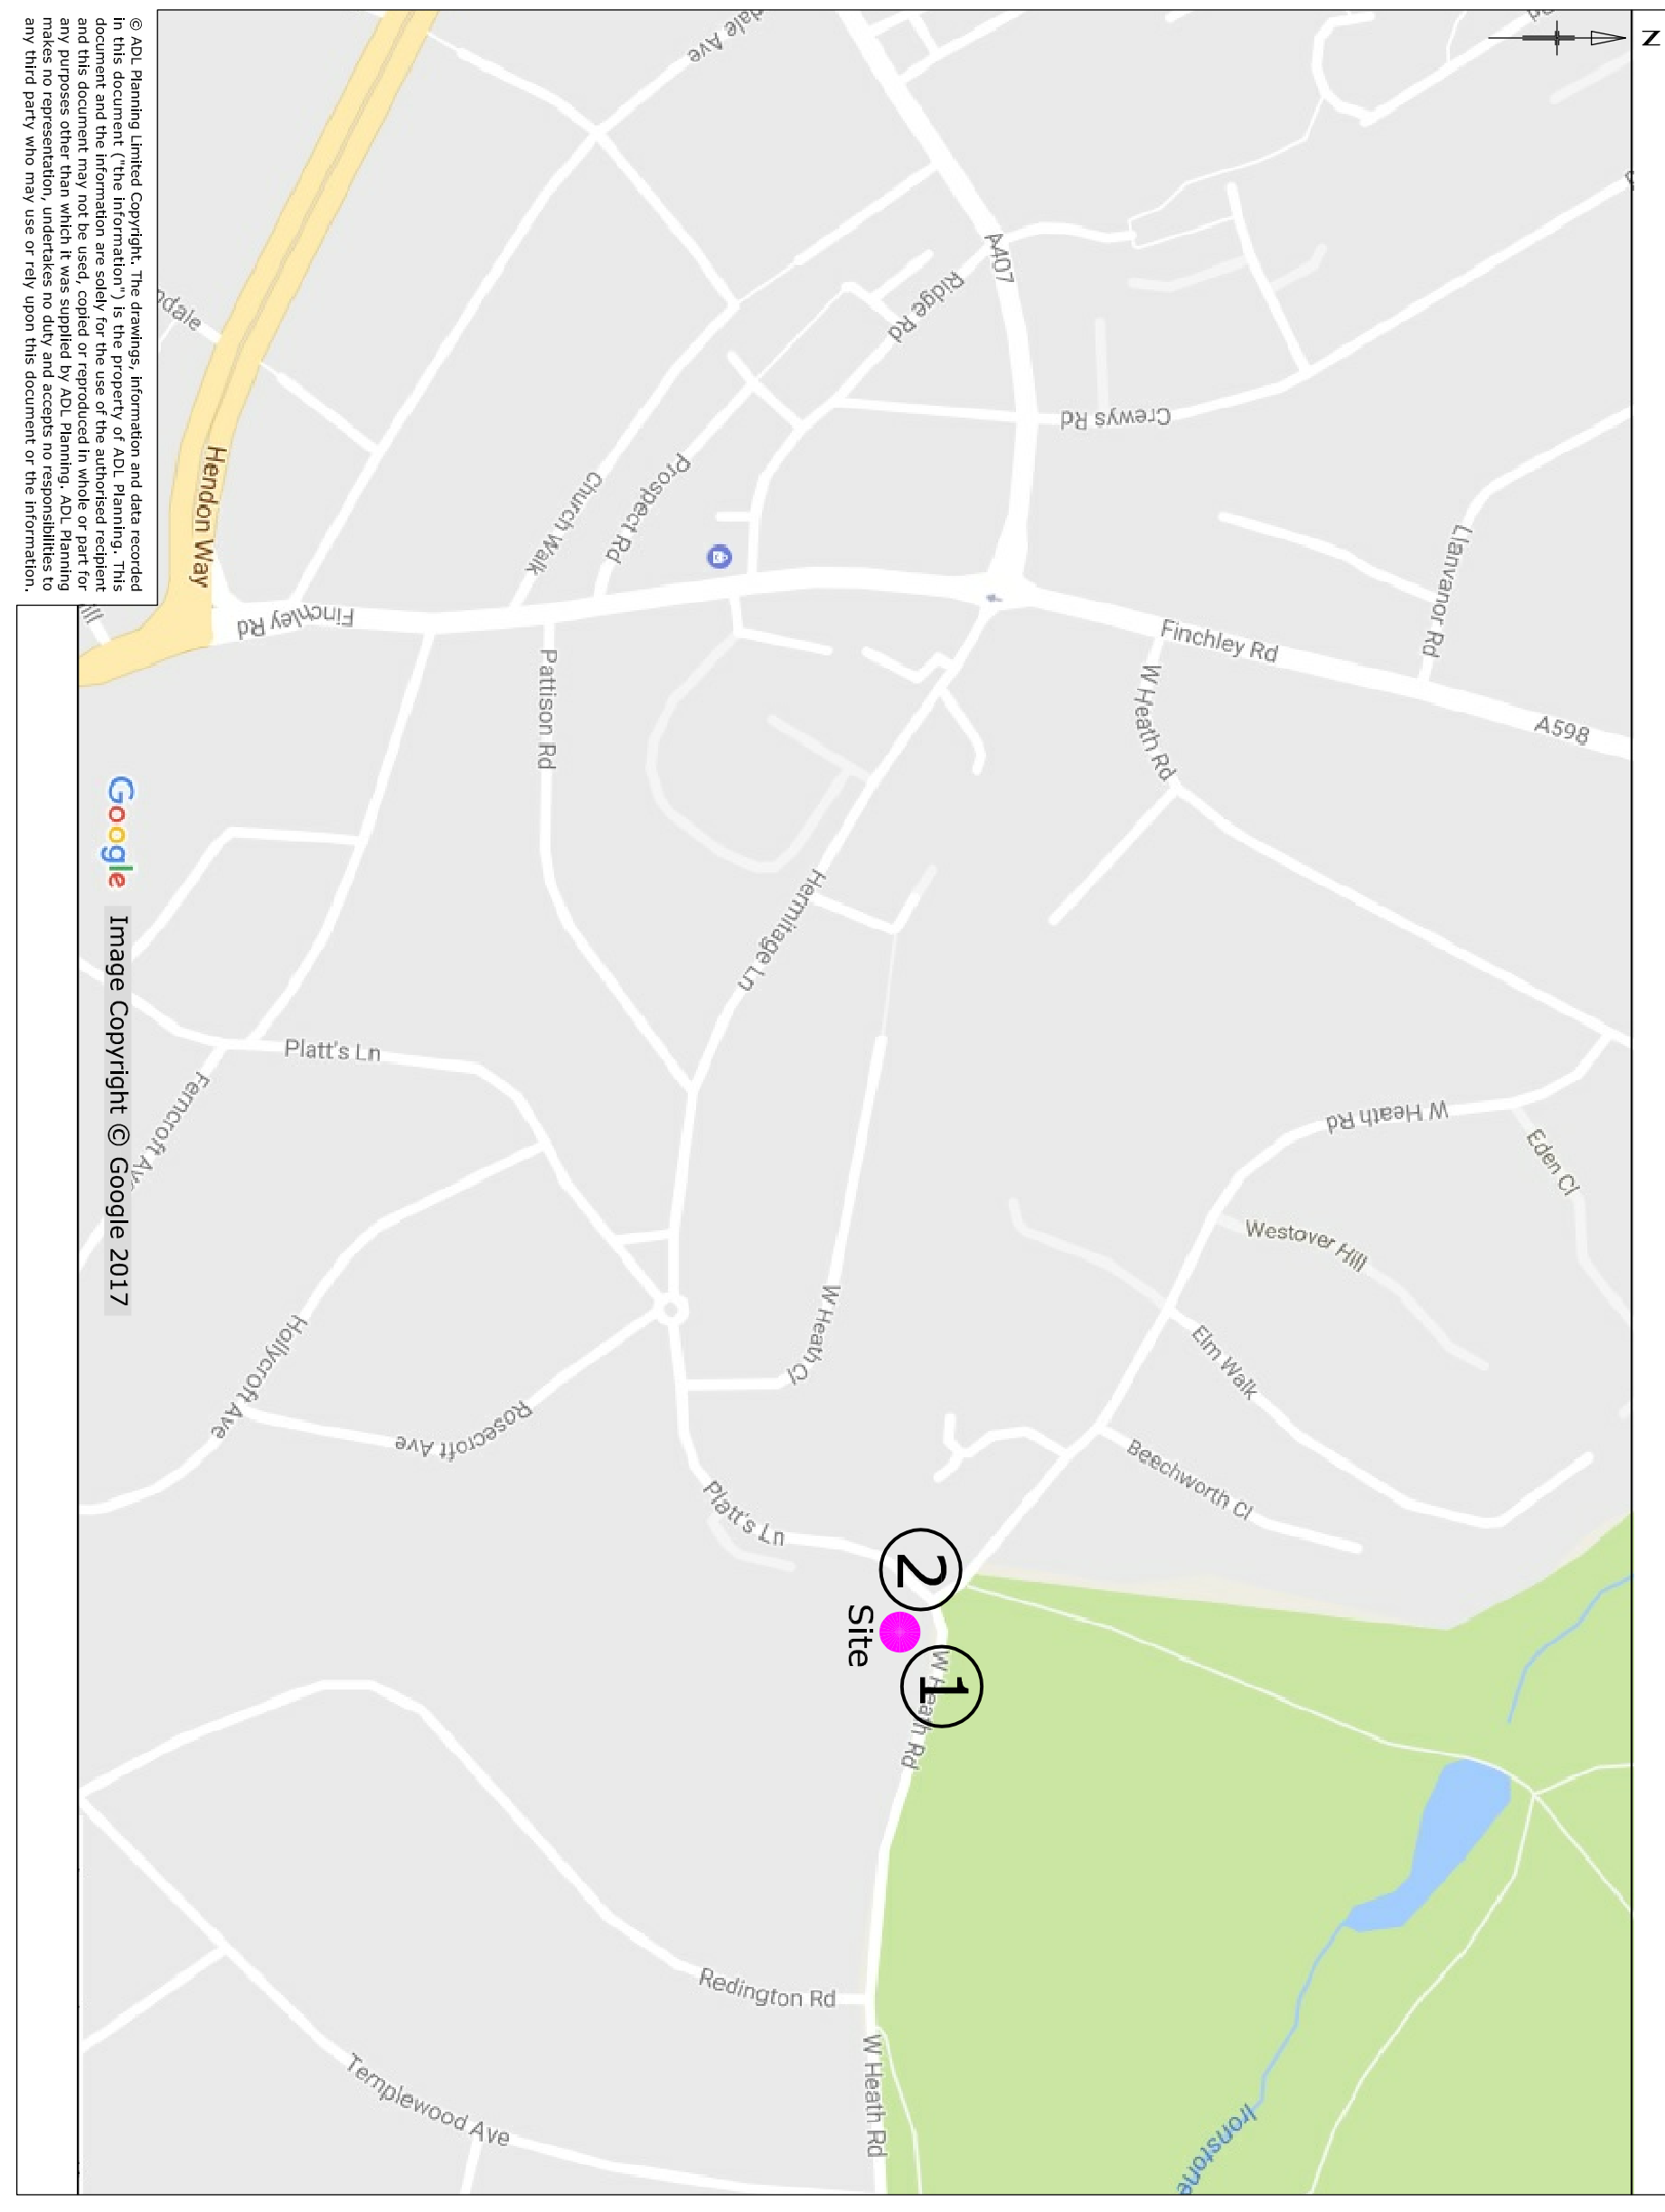 N
A598
A407
Finchley Rd
Llanvanor Rd
Crewys Rd
Ridge Rd
Prospect Rd
Church Walk
Hendon Way
Finchley Rd
Pattison Rd
W Heath Rd
Hermitage Ln
Platt's Ln
Ferncroft Av
Hollycroft Ave
Rosecroft Ave
W Heath Cl
W Heath Rd
Eden Cl
Westover Hill
Elm Walk
Beechworth Cl
Platt's Ln
2
Site
1
W Heath Rd
Redington Rd
W Heath Rd
Templewood Ave
Ironstone
dale Ave
ndale
ill
Rd
Google
Image Copyright © Google 2017
© ADL Planning Limited Copyright. The drawings, information and data recorded
in this document ("the information") is the property of ADL Planning. This
document and the information are solely for the use of the authorised recipient
and this document may not be used, copied or reproduced in whole or part for
any purposes other than which it was supplied by ADL Planning. ADL Planning
makes no representation, undertakes no duty and accepts no responsibilities to
any third party who may use or rely upon this document or the information.